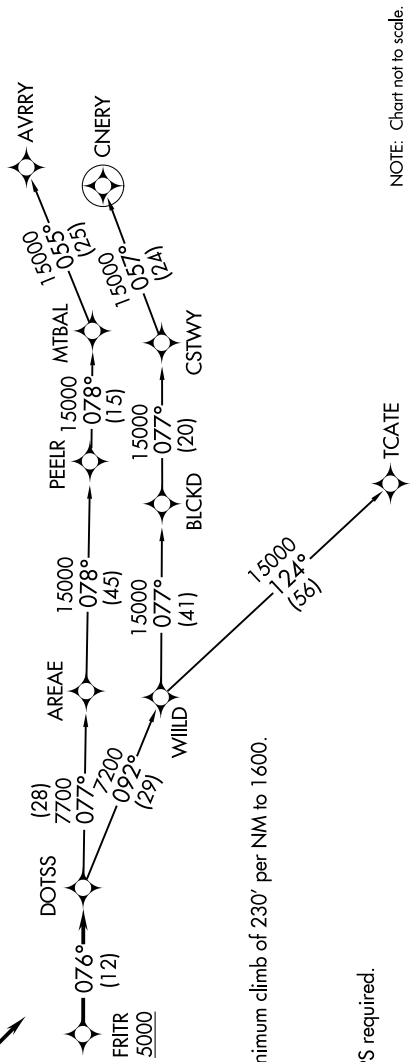 AVRRY
15000
055°
(25)
MTBAL
15000
078°
(15)
PEELR
15000
078°
(45)
AREAE
(28)
7700
077°
DOTSS
076°
(12)
FRITR
5000
CNERY
15000
057°
(24)
CSTWY
15000
077°
(20)
BLCKD
15000
077°
(41)
WIILD
7200
092°
(29)
15000
124°
(56)
TCATE
nimum climb of 230' per NM to 1600.
required.
NOTE: Chart not to scale.